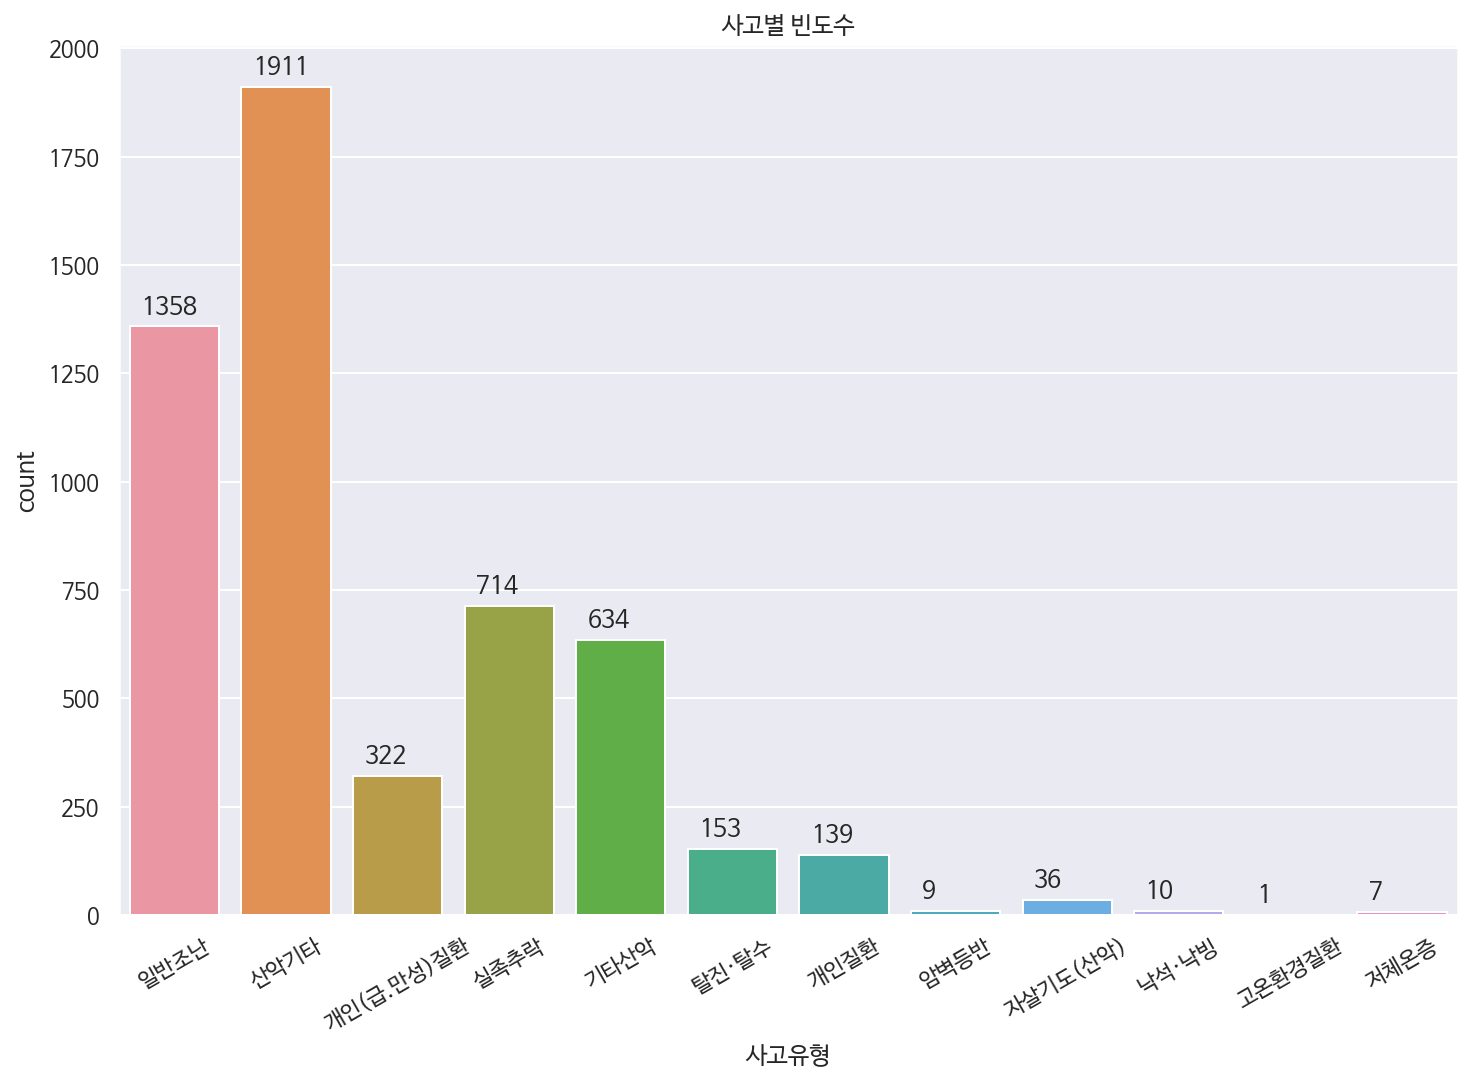 사고별 빈도수
2000
1750
1500
1250
1000
750
500
250
0
count
1358
1911
322
714
634
153
139
9
36
10
1
7
일반조난
산악기타
개인(급.만성)질환
실족추락
기타산악
탈진·탈수
개인질환
암벽등반
자살기도(산악)
낙석·낙빙
고온환경질환
저체온증
사고유형